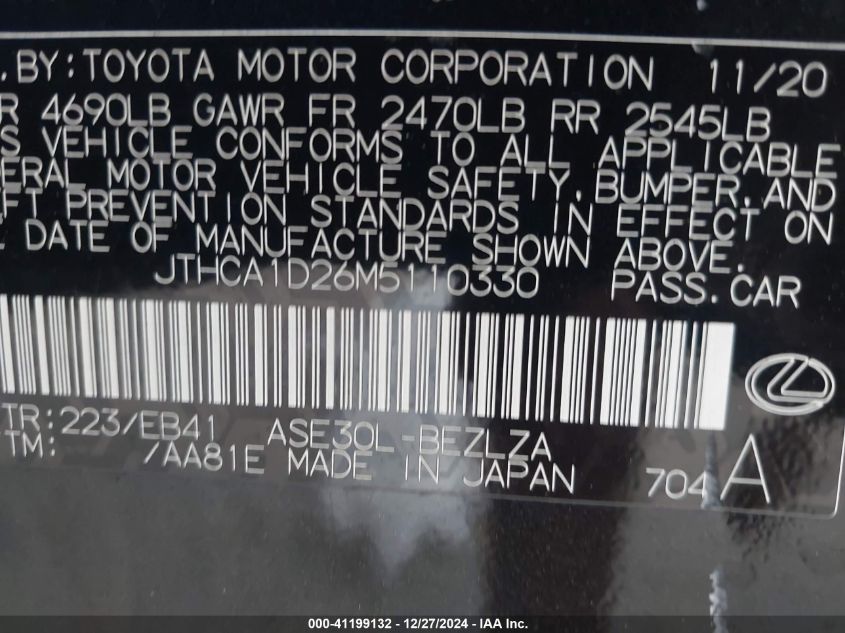 . BY: TOYOTA MOTOR CORPORATION 11/20
R 4690LB GAWR FR 2470LB RR 2545LB
S VEHICLE CONFORMS TO ALL APPLICABLE
ERAL MOTOR VEHICLE SAFETY, BUMPER, AND
FT PREVENTION STANDARDS IN EFFECT ON
DATE OF MANUFACTURE SHOWN ABOVE.
JTHCA1D26M5110330 PASS. CAR
TR: 223/EB41 ASE30L-BEZLZA
TM: /AA81E MADE IN JAPAN 704 A
000-41199132 - 12/27/2024 - IAA Inc.